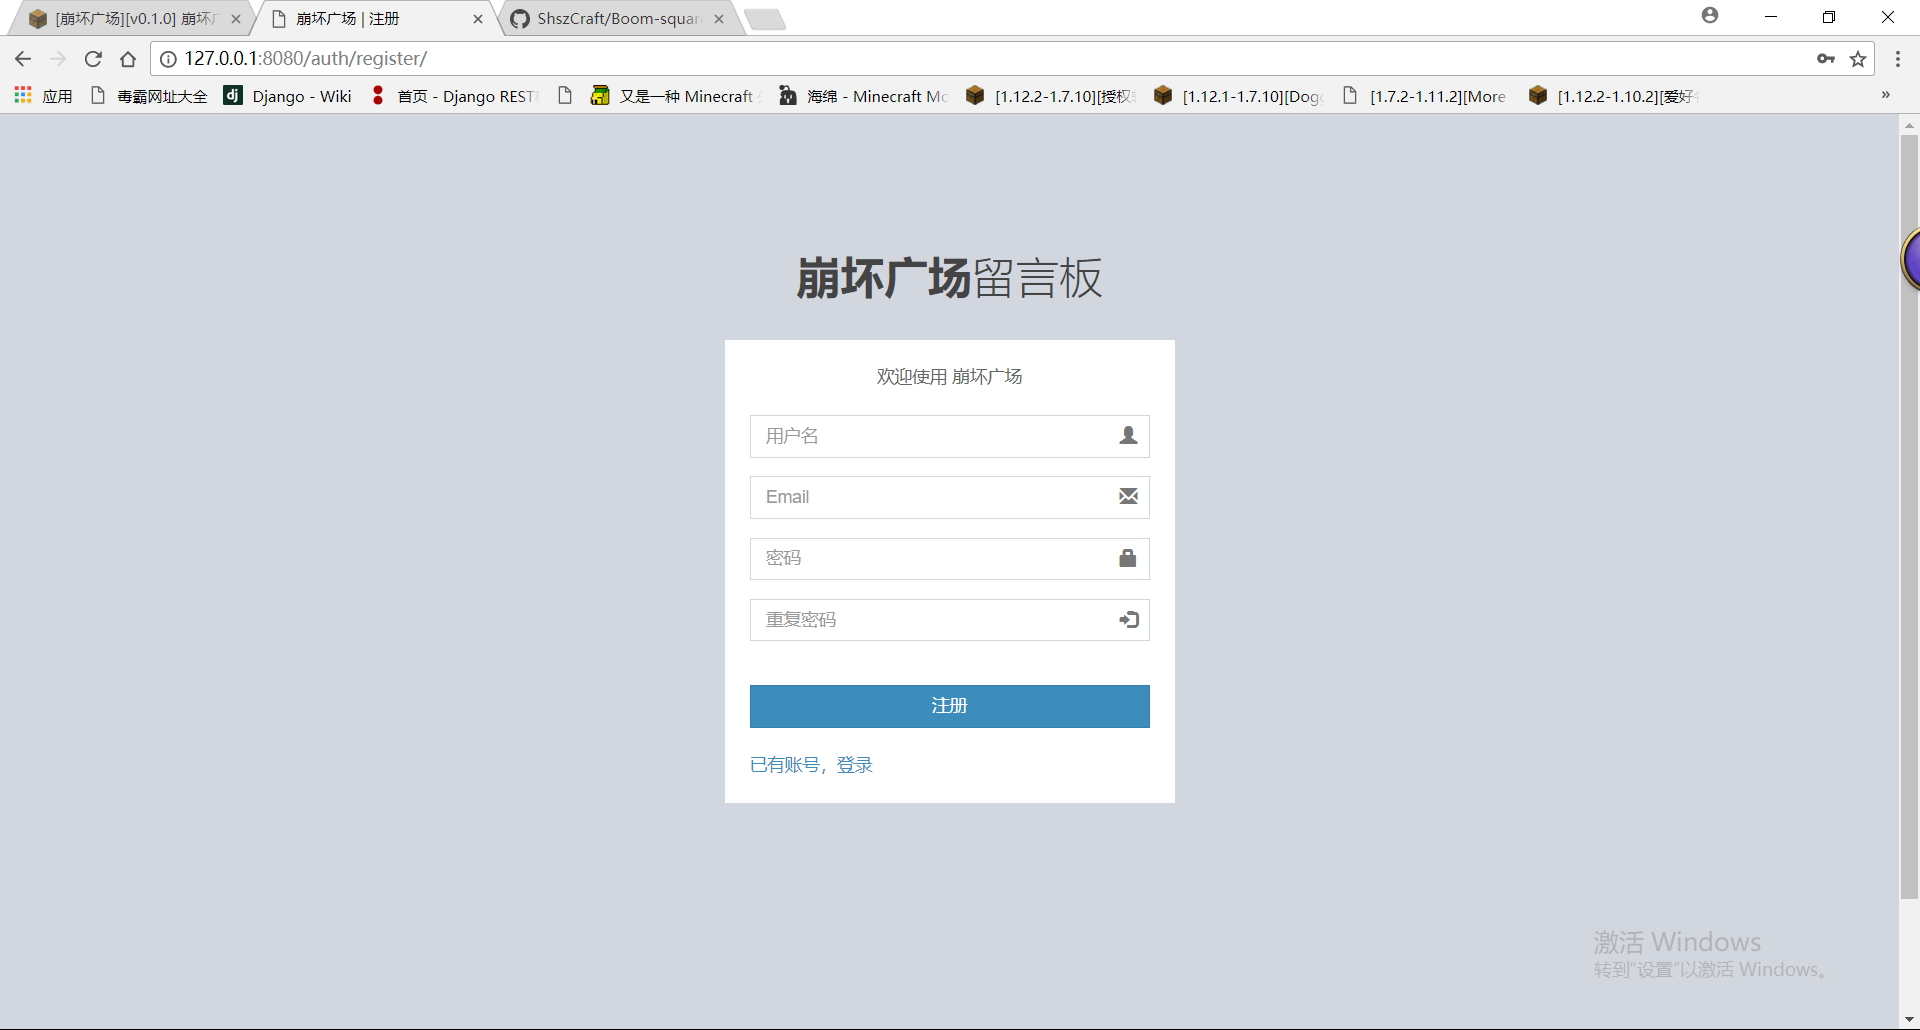 [崩坏广场][v0.1.0] 崩坏广
崩坏广场 | 注册
ShszCraft/Boom-squar
127.0.0.1:8080/auth/register/
应用
毒霸网址大全
dj
Django - Wiki
首页 - Django REST
又是一种 Minecraft
海绵 - Minecraft Mo
[1.12.2-1.7.10][授权
[1.12.1-1.7.10][Dog
[1.7.2-1.11.2][More
[1.12.2-1.10.2][爱好
»
崩坏广场留言板
欢迎使用 崩坏广场
用户名
Email
密码
重复密码
注册
已有账号，登录
激活 Windows
转到“设置”以激活 Windows。